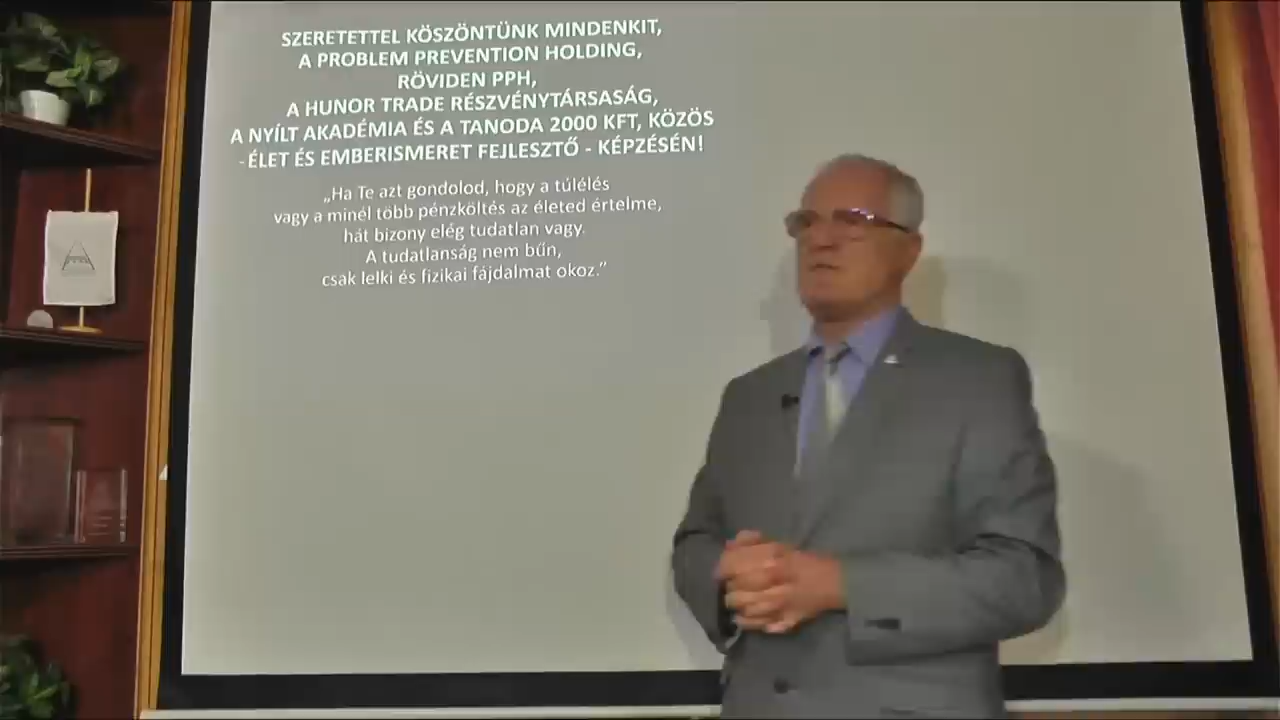 SZERETETTEL KÖSZÖNTÜNK MINDENKIT,
A PROBLEM PREVENTION HOLDING,
RÖVIDEN PPH,
A HUNOR TRADE RÉSZVÉNYTÁRSASÁG,
A NYÍLT AKADÉMIA ÉS A TANODA 2000 KFT, KÖZÖS
- ÉLET ÉS EMBERISMERET FEJLESZTŐ - KÉPZÉSÉN!
„Ha Te azt gondolod, hogy a túlélés
vagy a minél több pénzköltés az életed értelme,
hát bizony elég tudatlan vagy.
A tudatlanság nem bűn,
csak lelki és fizikai fájdalmat okoz.”